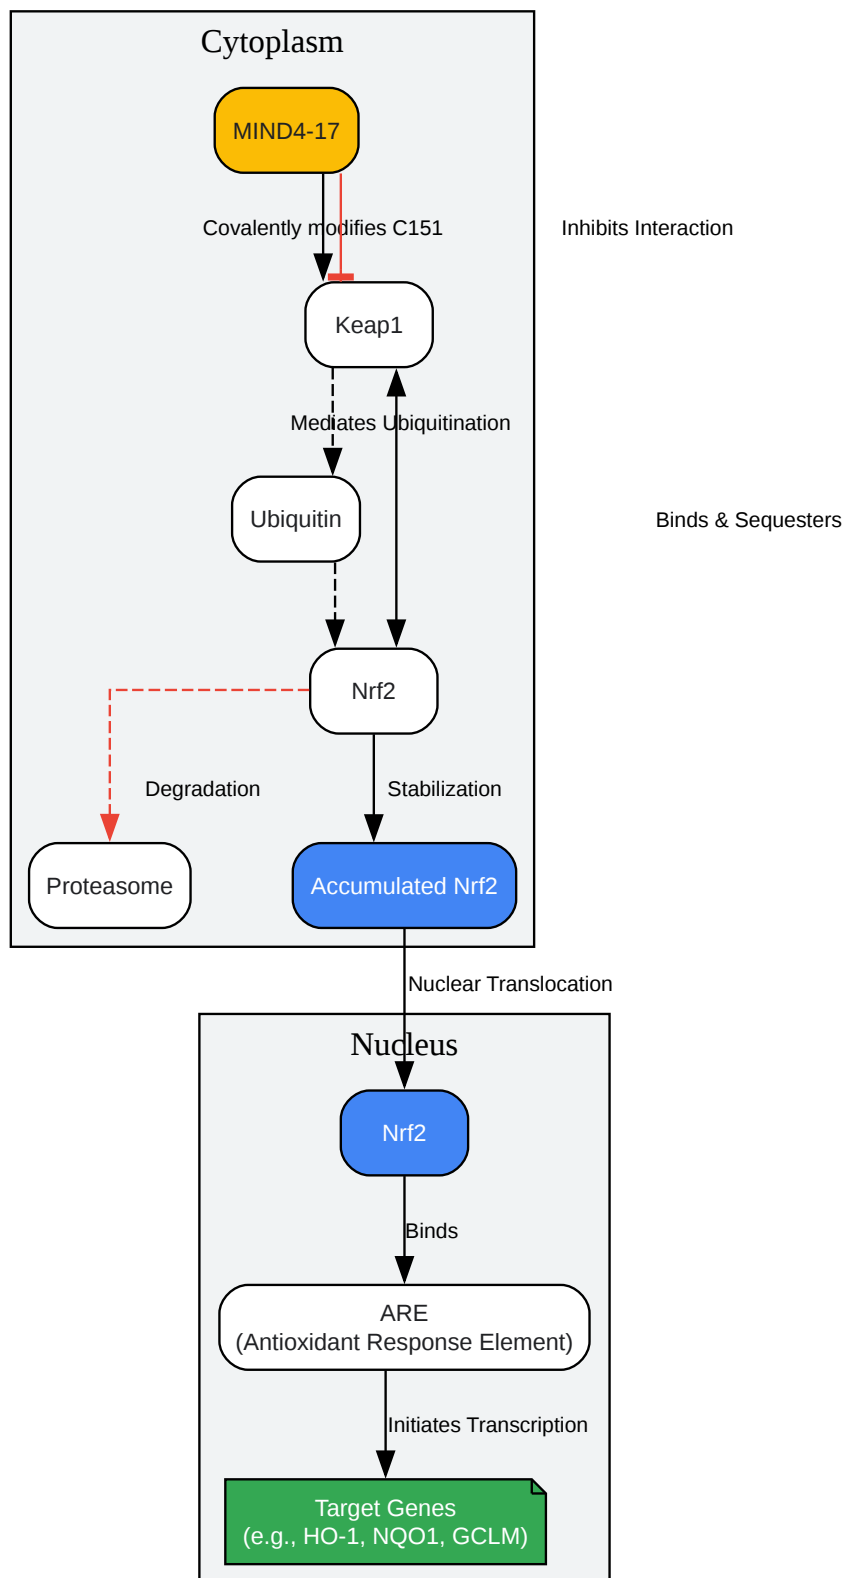 Cytoplasm
MIND4-17
Covalently modifies C151
Inhibits Interaction
Keap1
Mediates Ubiquitination
Ubiquitin
Binds & Sequesters
Nrf2
Degradation
Stabilization
Proteasome
Accumulated Nrf2
Nuclear Translocation
Nucleus
Nrf2
Binds
ARE
(Antioxidant Response Element)
Initiates Transcription
Target Genes
(e.g., HO-1, NQO1, GCLM)